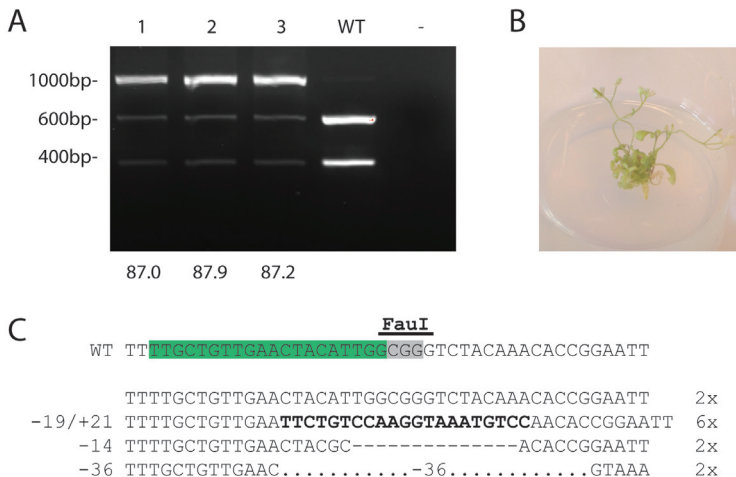 A
B
1 2 3 WT -
1000bp-
600bp-
400bp-
87.0 87.9 87.2
C
FauI
WT TTTTGCTGTTGAACTACATTGGCGGGTCTACAAACACCGGAATT
TTTTGCTGTTGAACTACATTGGCGGGTCTACAAACACCGGAATT 2x
-19/+21 TTTTGCTGTTGAATTCTGTCCAAGGTAAATGTCCAACACCGGAATT 6x
-14 TTTTGCTGTTGAACTACGC--------------ACACCGGAATT 2x
-36 TTTGCTGTTGAAC...........-36............GTAAA 2x